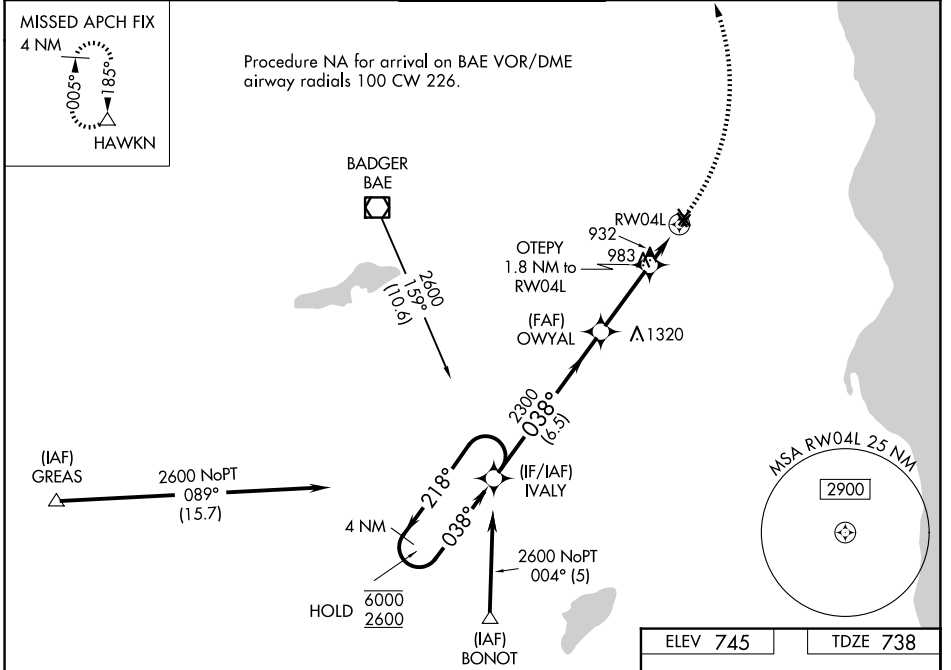 MISSED APCH FIX
4 NM
005°
185°
HAWKN
Procedure NA for arrival on BAE VOR/DME
airway radials 100 CW 226.
BADGER
BAE
2600
159°
(10.6)
RW04L
932
983
OTEPY
1.8 NM to
RW04L
(FAF)
OWYAL
1320
2300
038°
(6.5)
(IAF)
GREAS
2600 NoPT
089°
(15.7)
218°
038°
4 NM
(IF/IAF)
IVALY
HOLD
6000
2600
2600 NoPT
004° (5)
(IAF)
BONOT
MSA RW04L 25 NM
2900
ELEV 745
TDZE 738